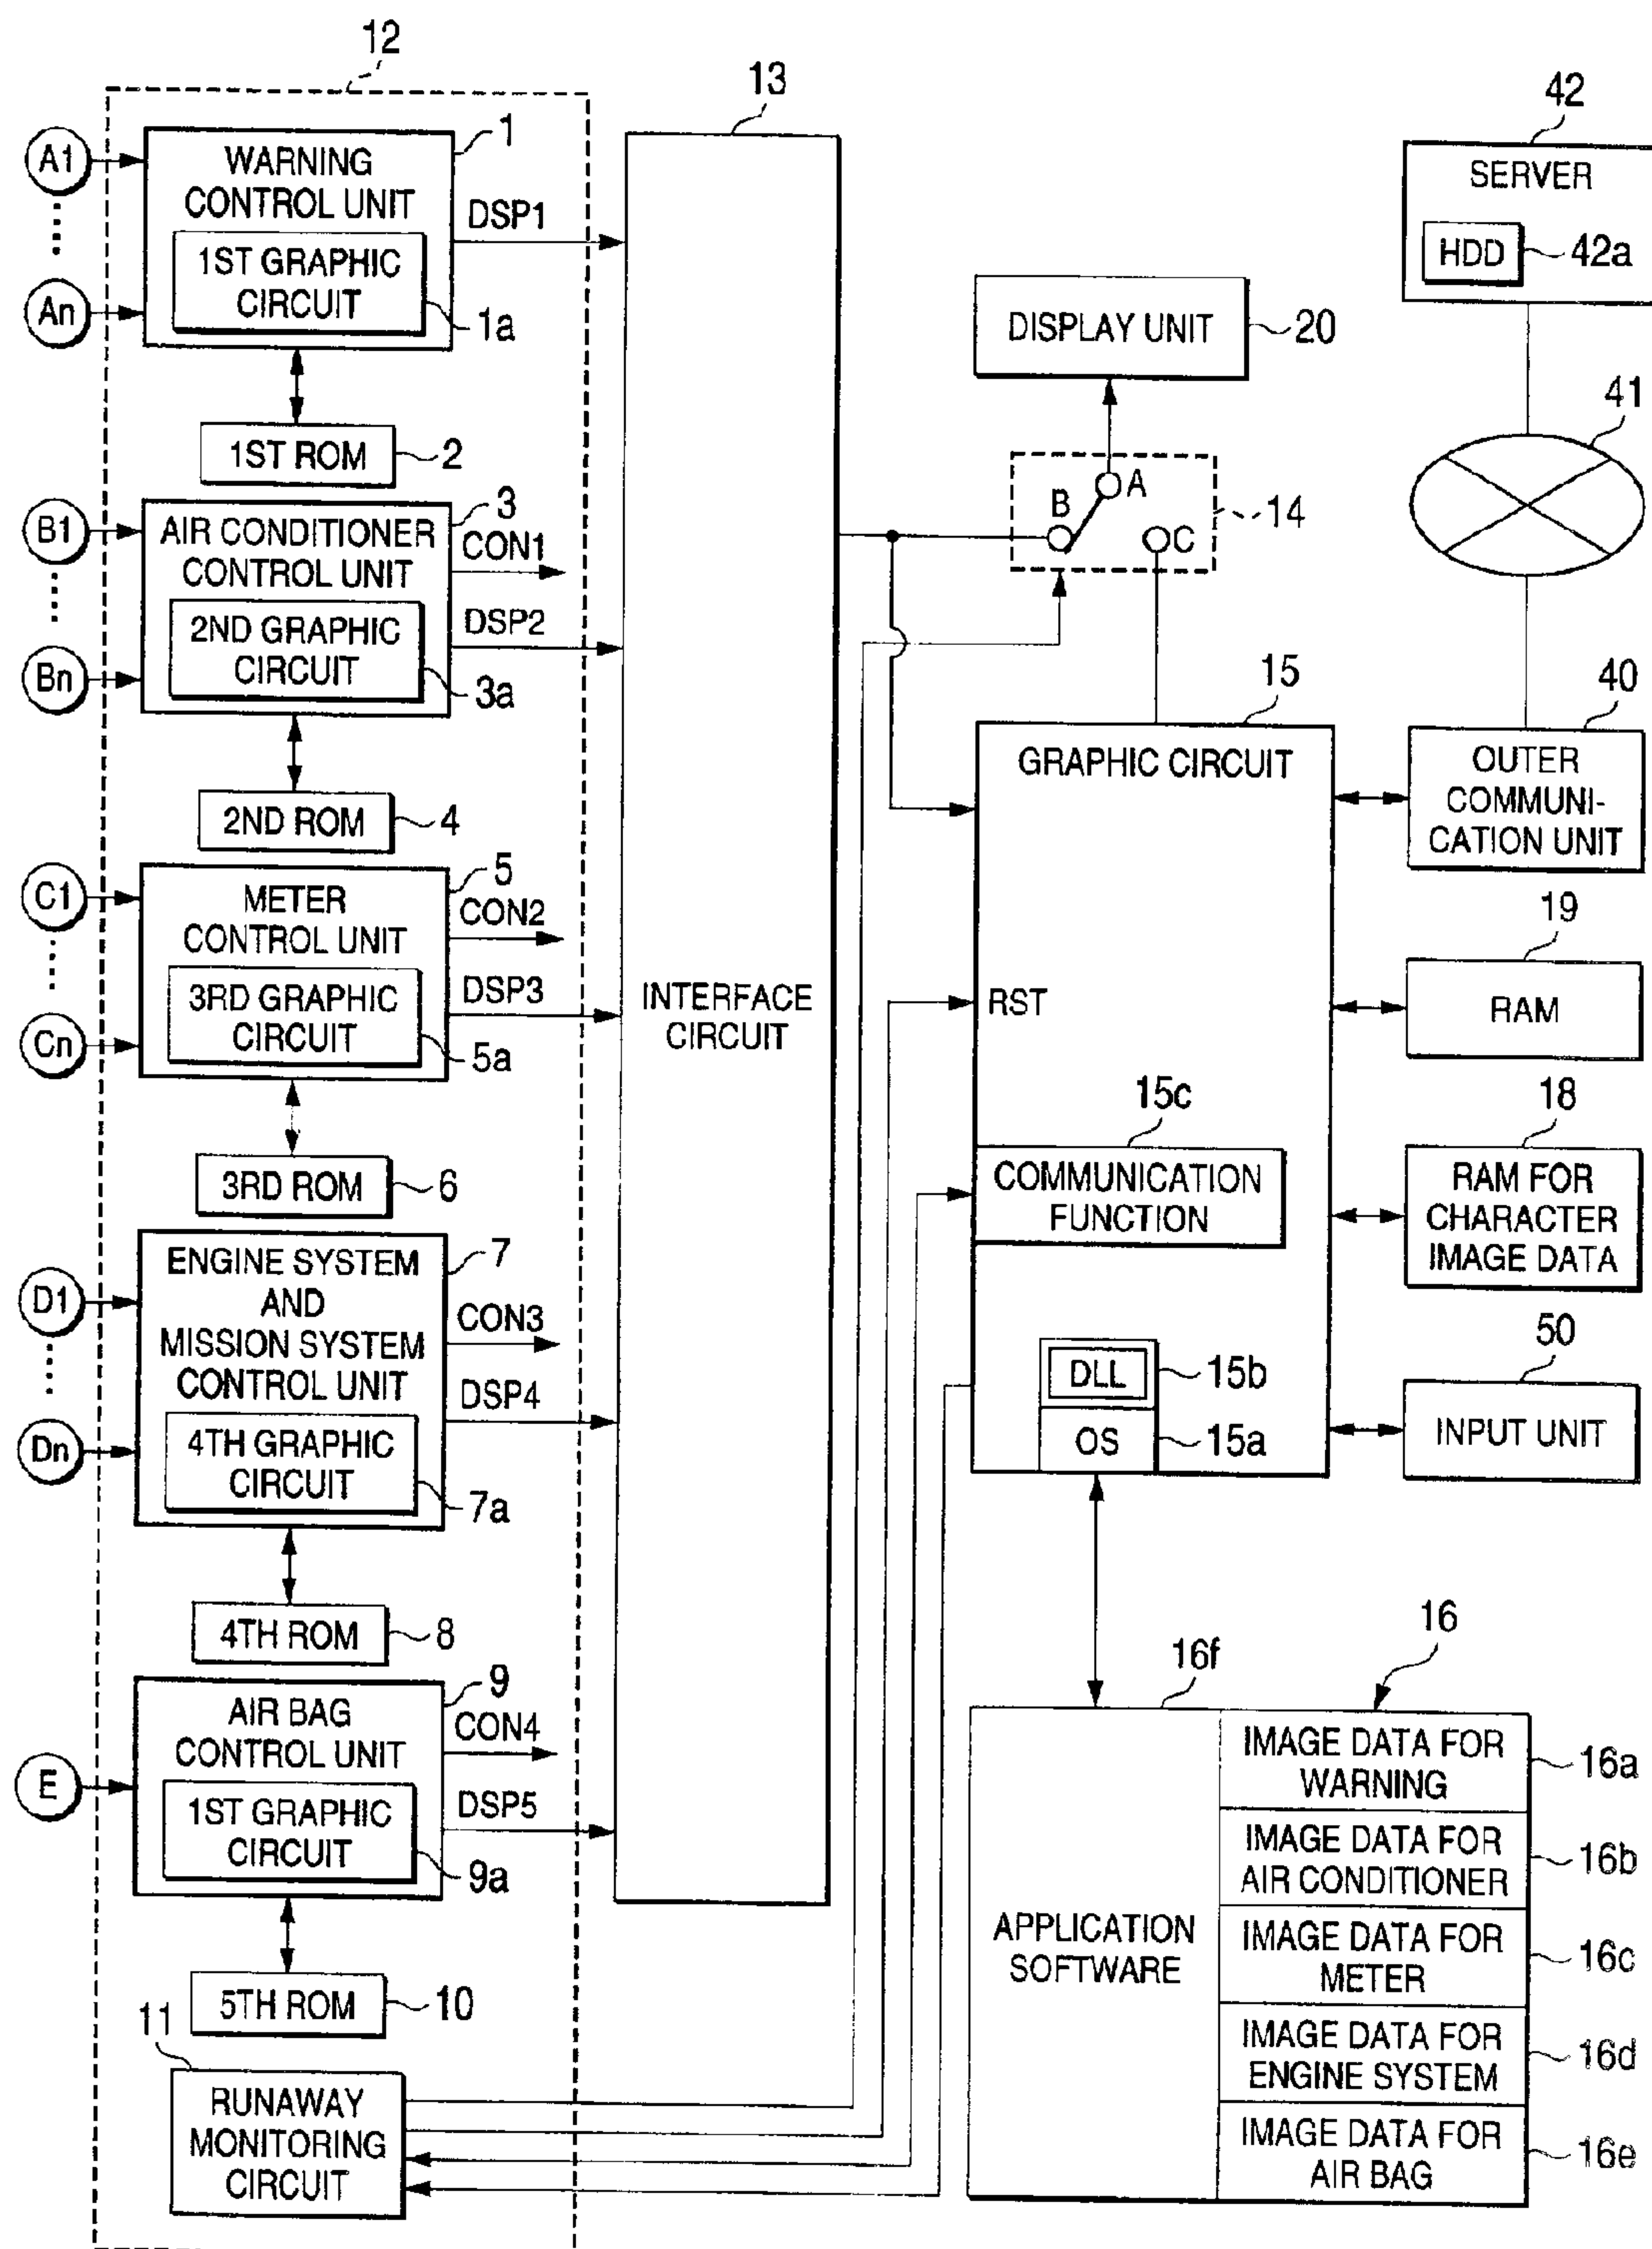 12
13
42
A1
An
WARNING
CONTROL UNIT
1
1ST GRAPHIC
CIRCUIT
1a
DSP1
1ST ROM
2
B1
Bn
AIR CONDITIONER
CONTROL UNIT
3
CON1
2ND GRAPHIC
CIRCUIT
3a
DSP2
2ND ROM
4
C1
Cn
METER
CONTROL UNIT
5
CON2
3RD GRAPHIC
CIRCUIT
5a
DSP3
3RD ROM
6
D1
Dn
ENGINE SYSTEM
AND
MISSION SYSTEM
CONTROL UNIT
7
CON3
4TH GRAPHIC
CIRCUIT
7a
DSP4
4TH ROM
8
E
AIR BAG
CONTROL UNIT
9
CON4
1ST GRAPHIC
CIRCUIT
9a
DSP5
5TH ROM
10
11
RUNAWAY
MONITORING
CIRCUIT
INTERFACE
CIRCUIT
DISPLAY UNIT
20
A
B
C
14
15
GRAPHIC CIRCUIT
RST
15c
COMMUNICATION
FUNCTION
DLL
15b
OS
15a
SERVER
HDD
42a
41
40
OUTER
COMMUNI-
CATION UNIT
19
RAM
18
RAM FOR
CHARACTER
IMAGE DATA
50
INPUT UNIT
16f
16
APPLICATION
SOFTWARE
IMAGE DATA FOR
WARNING
16a
IMAGE DATA FOR
AIR CONDITIONER
16b
IMAGE DATA FOR
METER
16c
IMAGE DATA FOR
ENGINE SYSTEM
16d
IMAGE DATA FOR
AIR BAG
16e